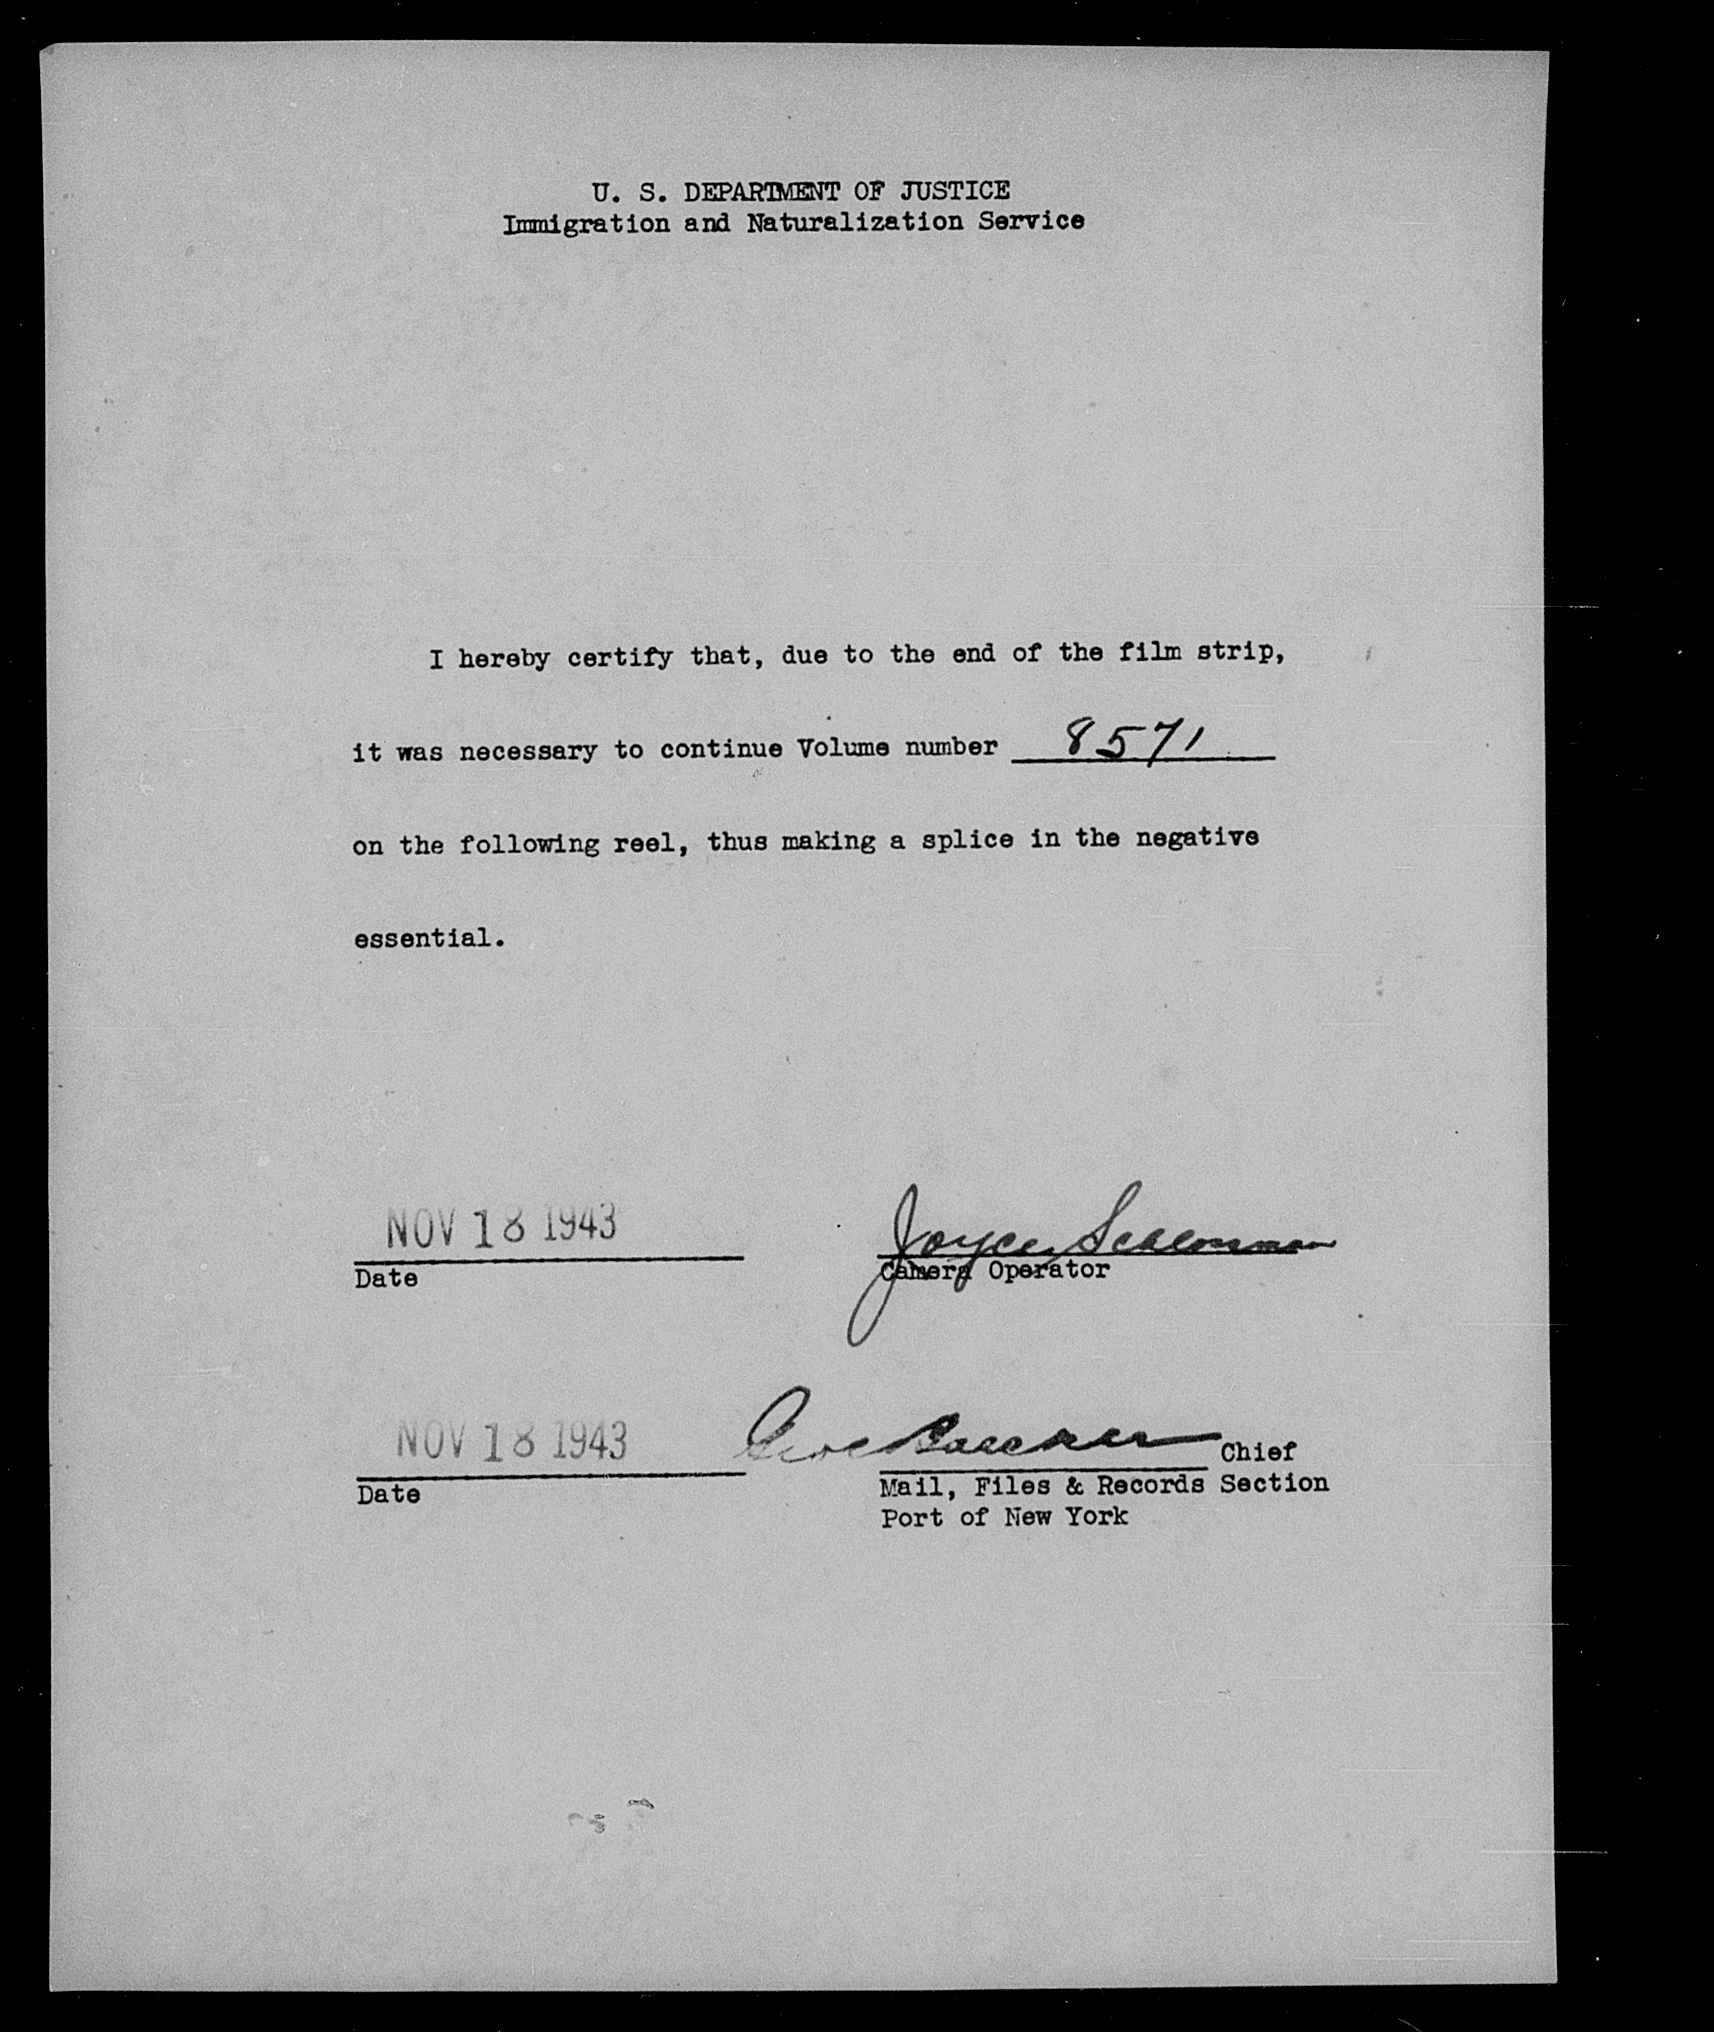 U. S. DEPARTMENT OF JUSTICE
Immigration and Naturalization Service
I hereby certify that, due to the end of the film strip,
it was necessary to continue Volume number 8571
on the following reel, thus making a splice in the negative
essential.
NOV 18 1943 Joyce
Date Camera Operator
NOV 18 1943 Chief
Date Mail, Files & Records Section
Port of New York